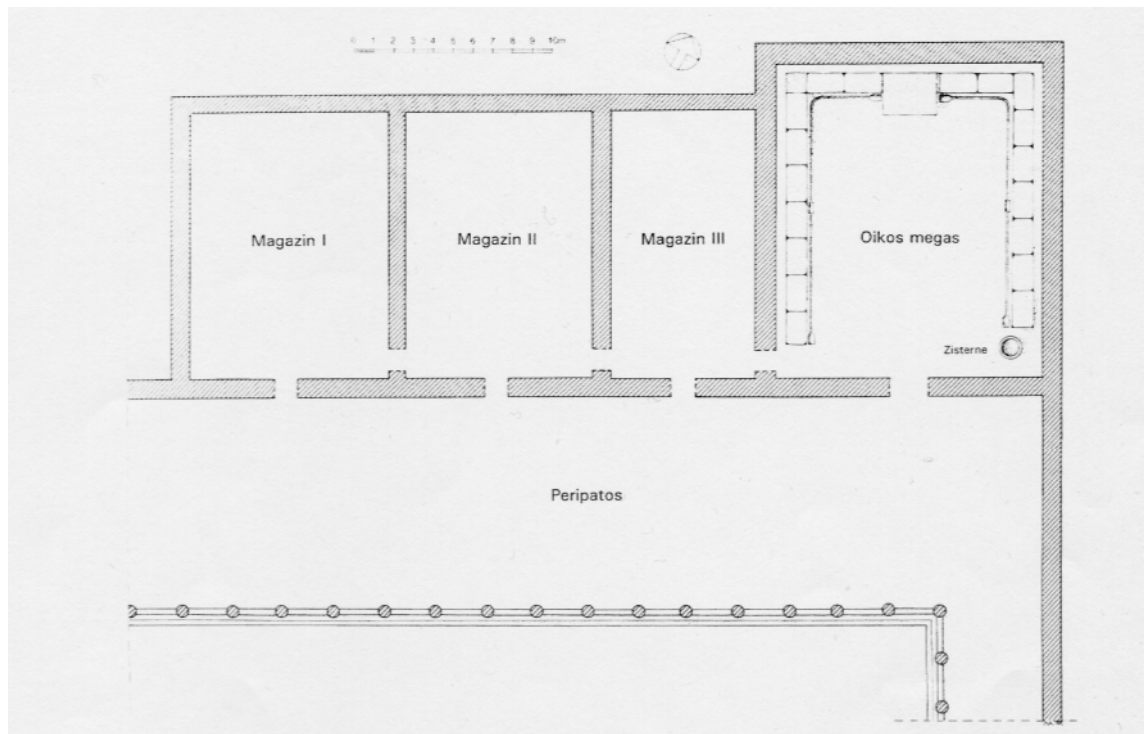 0 1 2 3 4 5 6 7 8 9 10m
Magazin I
Magazin II
Magazin III
Oikos megas
Zisterne
Peripatos